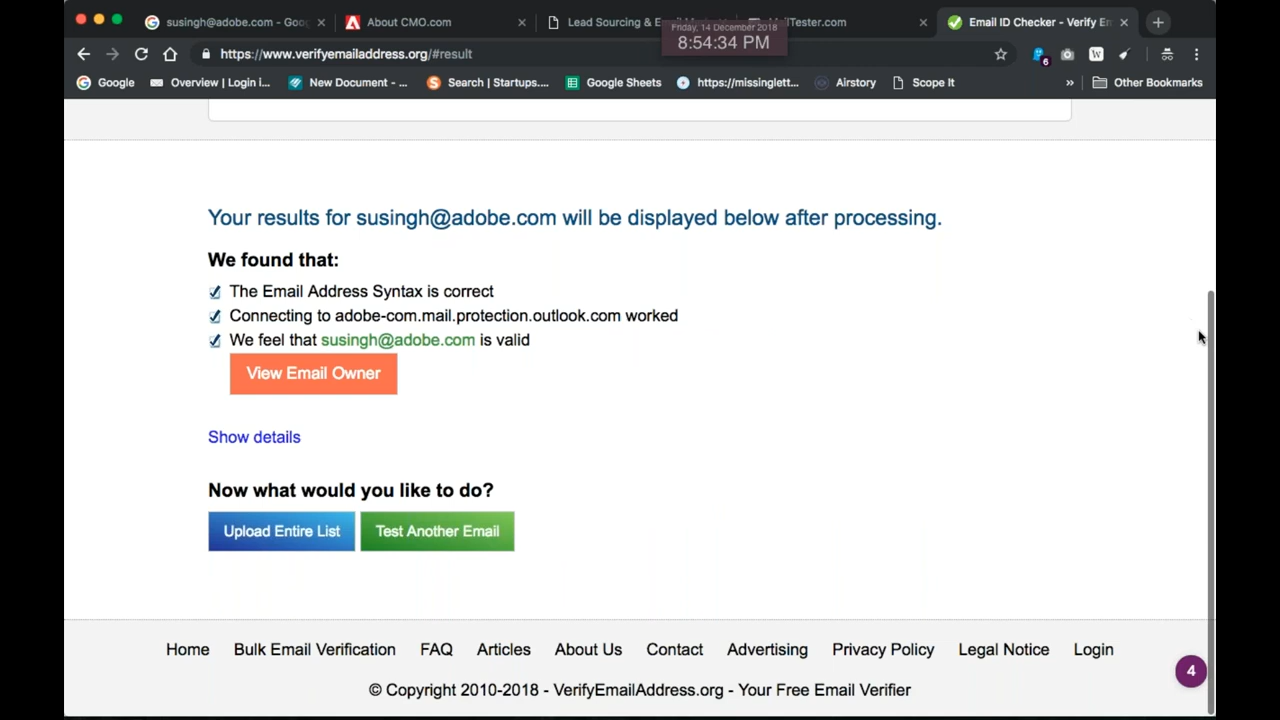 susingh@adobe.com - Goo
About CMO.com
Lead Sourcing & E
Tester.com
Email ID Checker - Verify Em
Friday, 14 December 2018
8:54:34 PM
https://www.verifyemailaddress.org/#result
6
W
Google
Overview | Login i...
New Document - ...
Search | Startups....
Google Sheets
https://missinglett...
Airstory
Scope It
»
Other Bookmarks
Your results for susingh@adobe.com will be displayed below after processing.
We found that:
The Email Address Syntax is correct
Connecting to adobe-com.mail.protection.outlook.com worked
We feel that susingh@adobe.com is valid
View Email Owner
Show details
Now what would you like to do?
Upload Entire List
Test Another Email
Home Bulk Email Verification FAQ Articles About Us Contact Advertising Privacy Policy Legal Notice Login
4
© Copyright 2010-2018 - VerifyEmailAddress.org - Your Free Email Verifier